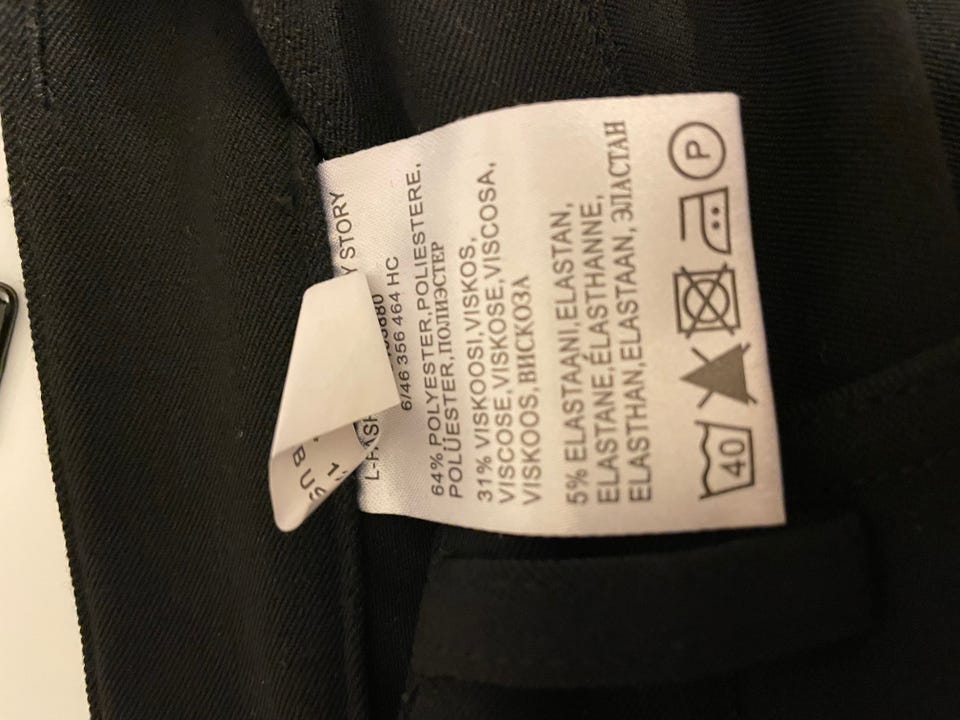 STORY
6/46 356 464 HC
64% POLYESTER,POLIESTERE,
POLÜESTER,ПОЛИЭСТЕР
31% VISKOOSI,VISKOS,
VISCOSE,VISKOSE,VISCOSA,
VISKOOS,ВИСКОЗА
5% ELASTAANI,ELASTAN,
ELASTANE,ÉLASTHANNE,
ELASTHAN,ELASTAAN,ЭЛАСТАН
40 P